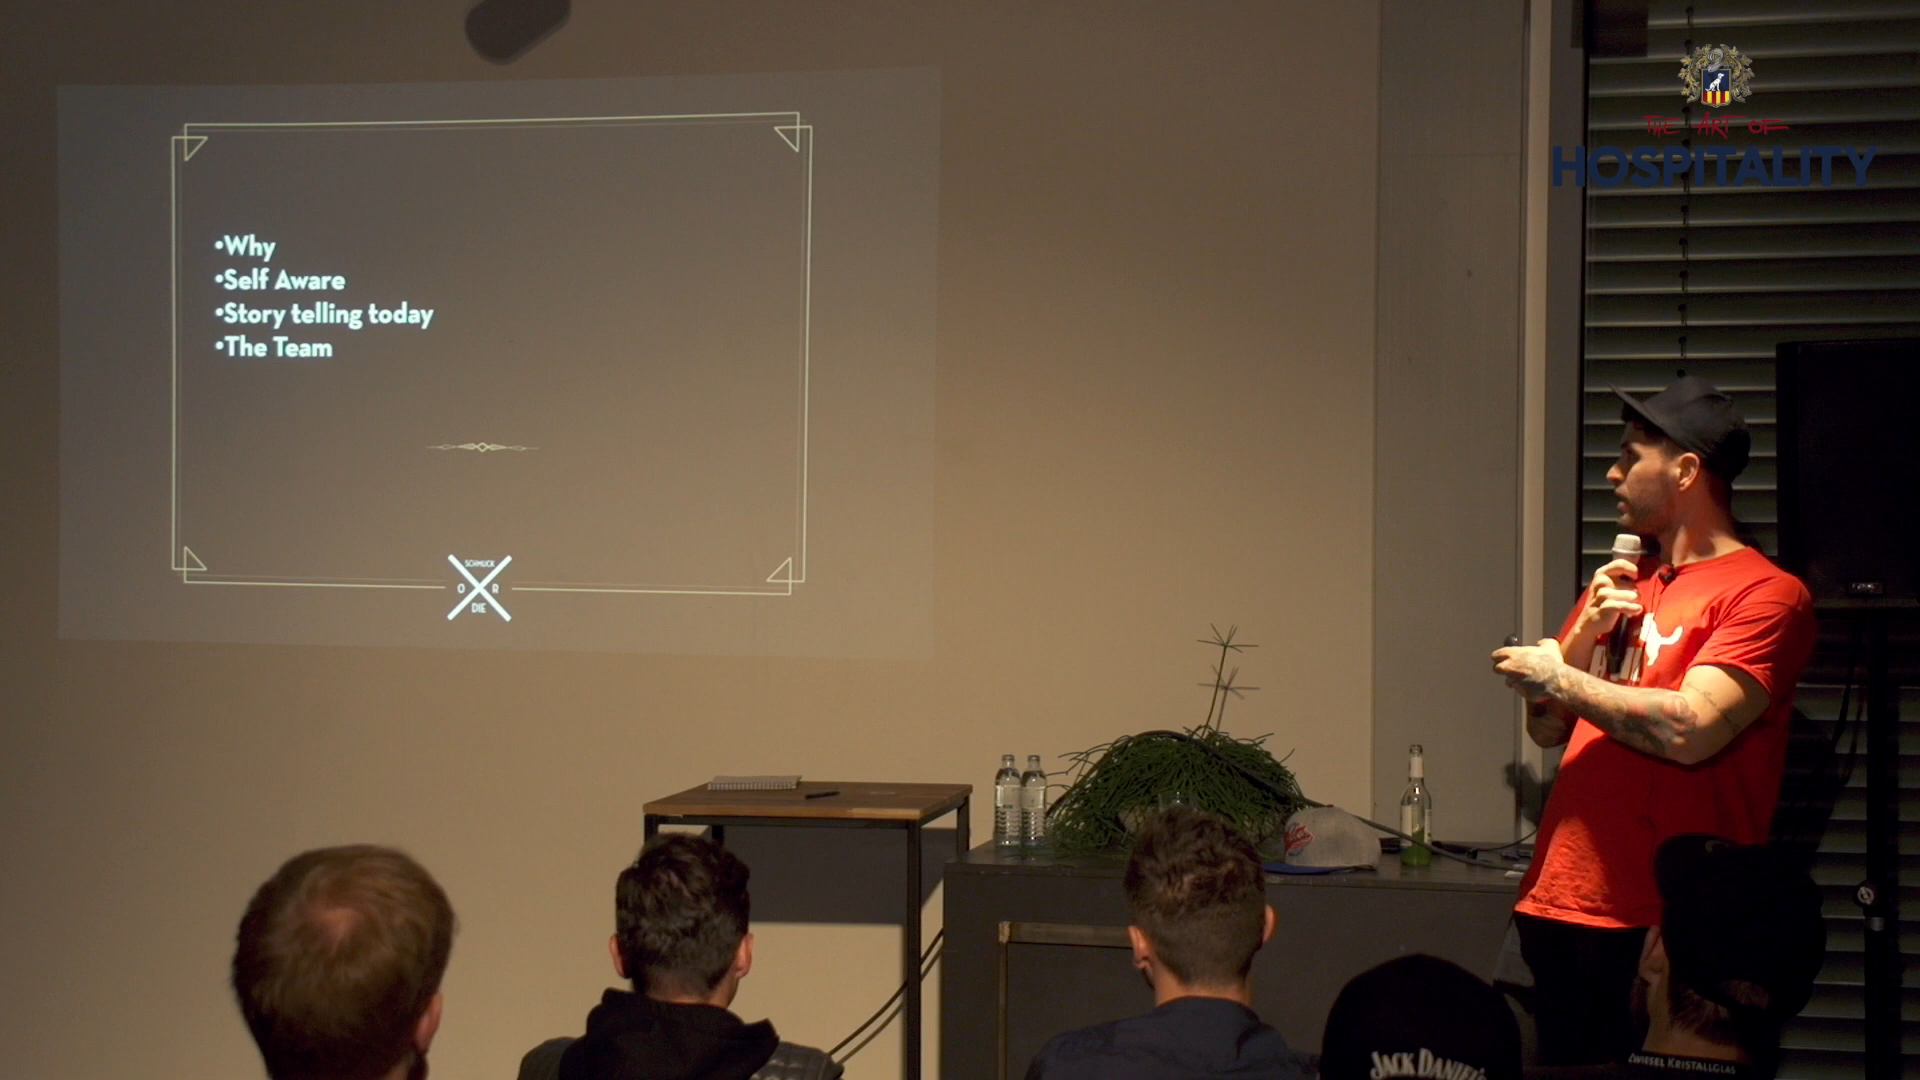 THE ART OF
HOSPITALITY
•Why
•Self Aware
•Story telling today
•The Team
SCHMUCK
O R
DIE
JACK DANIEL'S
ZWIESEL KRISTALLGLAS